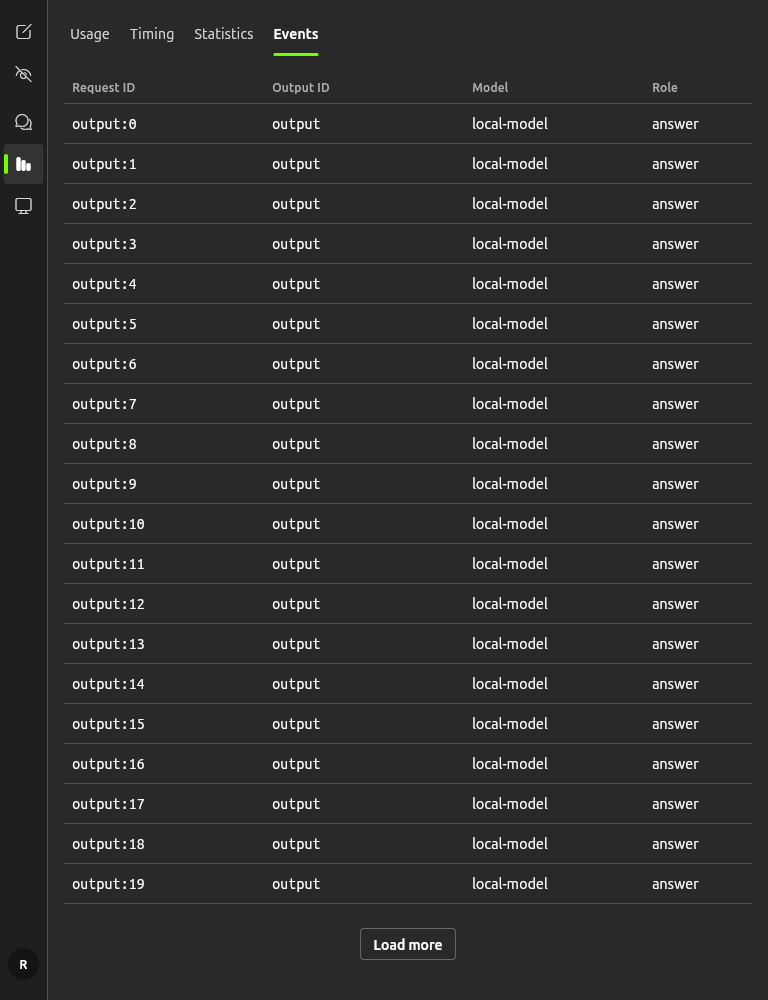 Usage Timing Statistics Events
Request ID Output ID Model Role
output:0 output local-model answer
output:1 output local-model answer
output:2 output local-model answer
output:3 output local-model answer
output:4 output local-model answer
output:5 output local-model answer
output:6 output local-model answer
output:7 output local-model answer
output:8 output local-model answer
output:9 output local-model answer
output:10 output local-model answer
output:11 output local-model answer
output:12 output local-model answer
output:13 output local-model answer
output:14 output local-model answer
output:15 output local-model answer
output:16 output local-model answer
output:17 output local-model answer
output:18 output local-model answer
output:19 output local-model answer
Load more
R